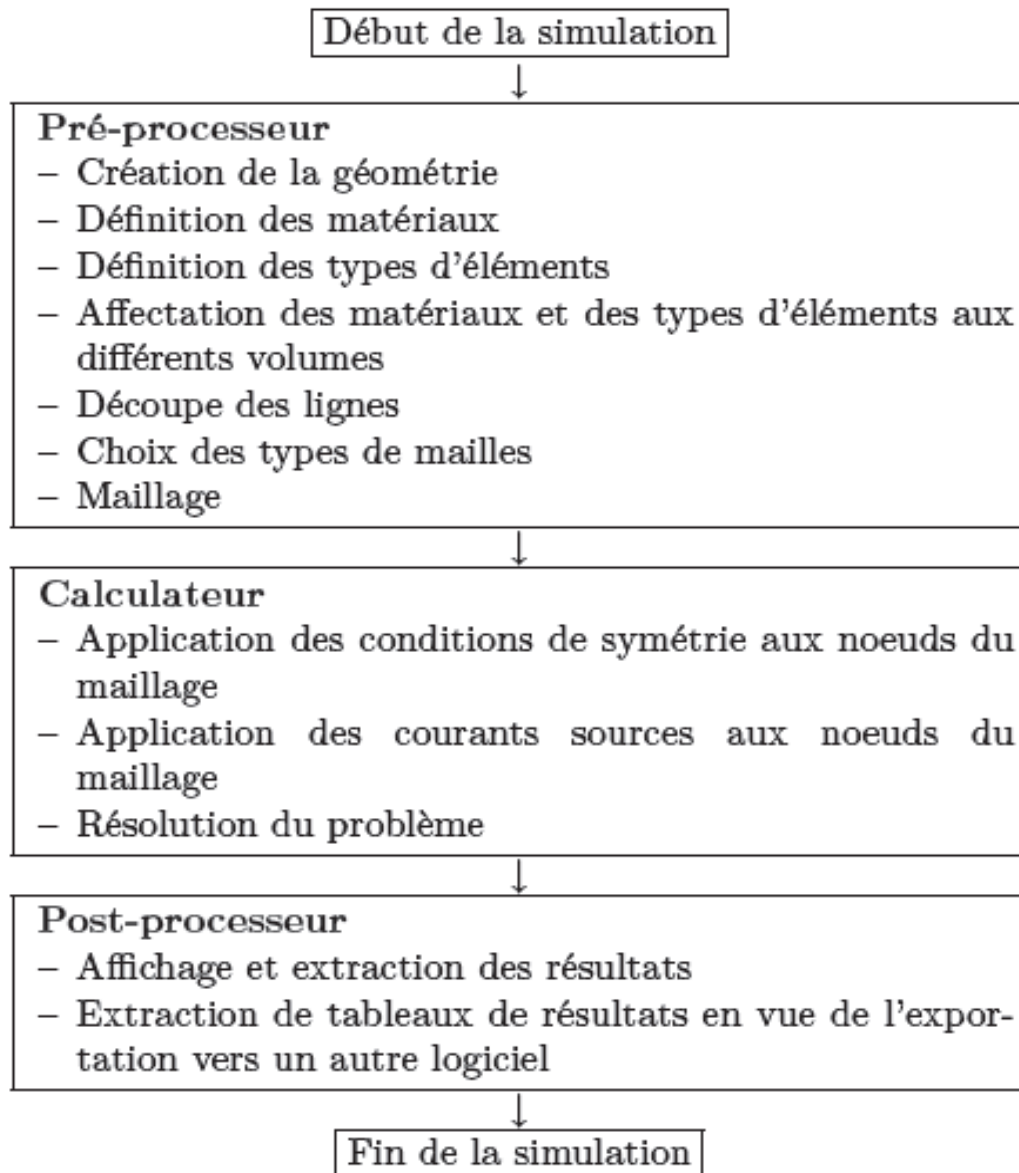 Début de la simulation
↓
Pré-processeur
– Création de la géométrie
– Définition des matériaux
– Définition des types d'éléments
– Affectation des matériaux et des types d'éléments aux
différents volumes
– Découpe des lignes
– Choix des types de mailles
– Maillage
↓
Calculateur
– Application des conditions de symétrie aux noeuds du
maillage
– Application des courants sources aux noeuds du
maillage
– Résolution du problème
↓
Post-processeur
– Affichage et extraction des résultats
– Extraction de tableaux de résultats en vue de l'expor-
tation vers un autre logiciel
↓
Fin de la simulation